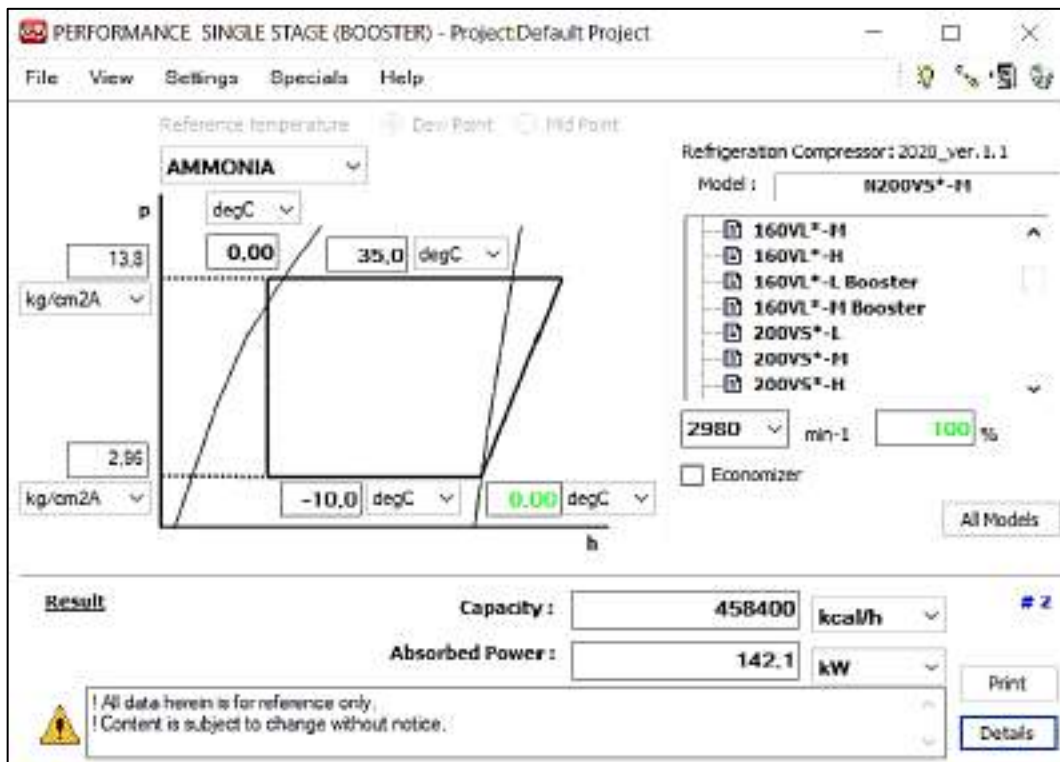 PERFORMANCE SINGLE STAGE (BOOSTER) - Project:Default Project
File View Settings Specials Help
Reference temperature Dew Point Mid Point
AMMONIA
Refrigeration Compressor: 2020_ver.1.1
Model : N200VS*-M
p
degC
0.00 35,0 degC
13,8
kg/cm2A
160VL*-M
160VL*-H
160VL*-L Booster
160VL*-M Booster
200VS*-L
200VS*-M
200VS*-H
2980 min-1 100 %
Economizer
2,96
kg/cm2A
-10,0 degC 0.00 degC
h
All Models
Result
Capacity : 458400 kcal/h
# 2
Absorbed Power : 142.1 kW
Print
! All data herein is for reference only.
! Content is subject to change without notice.
Details